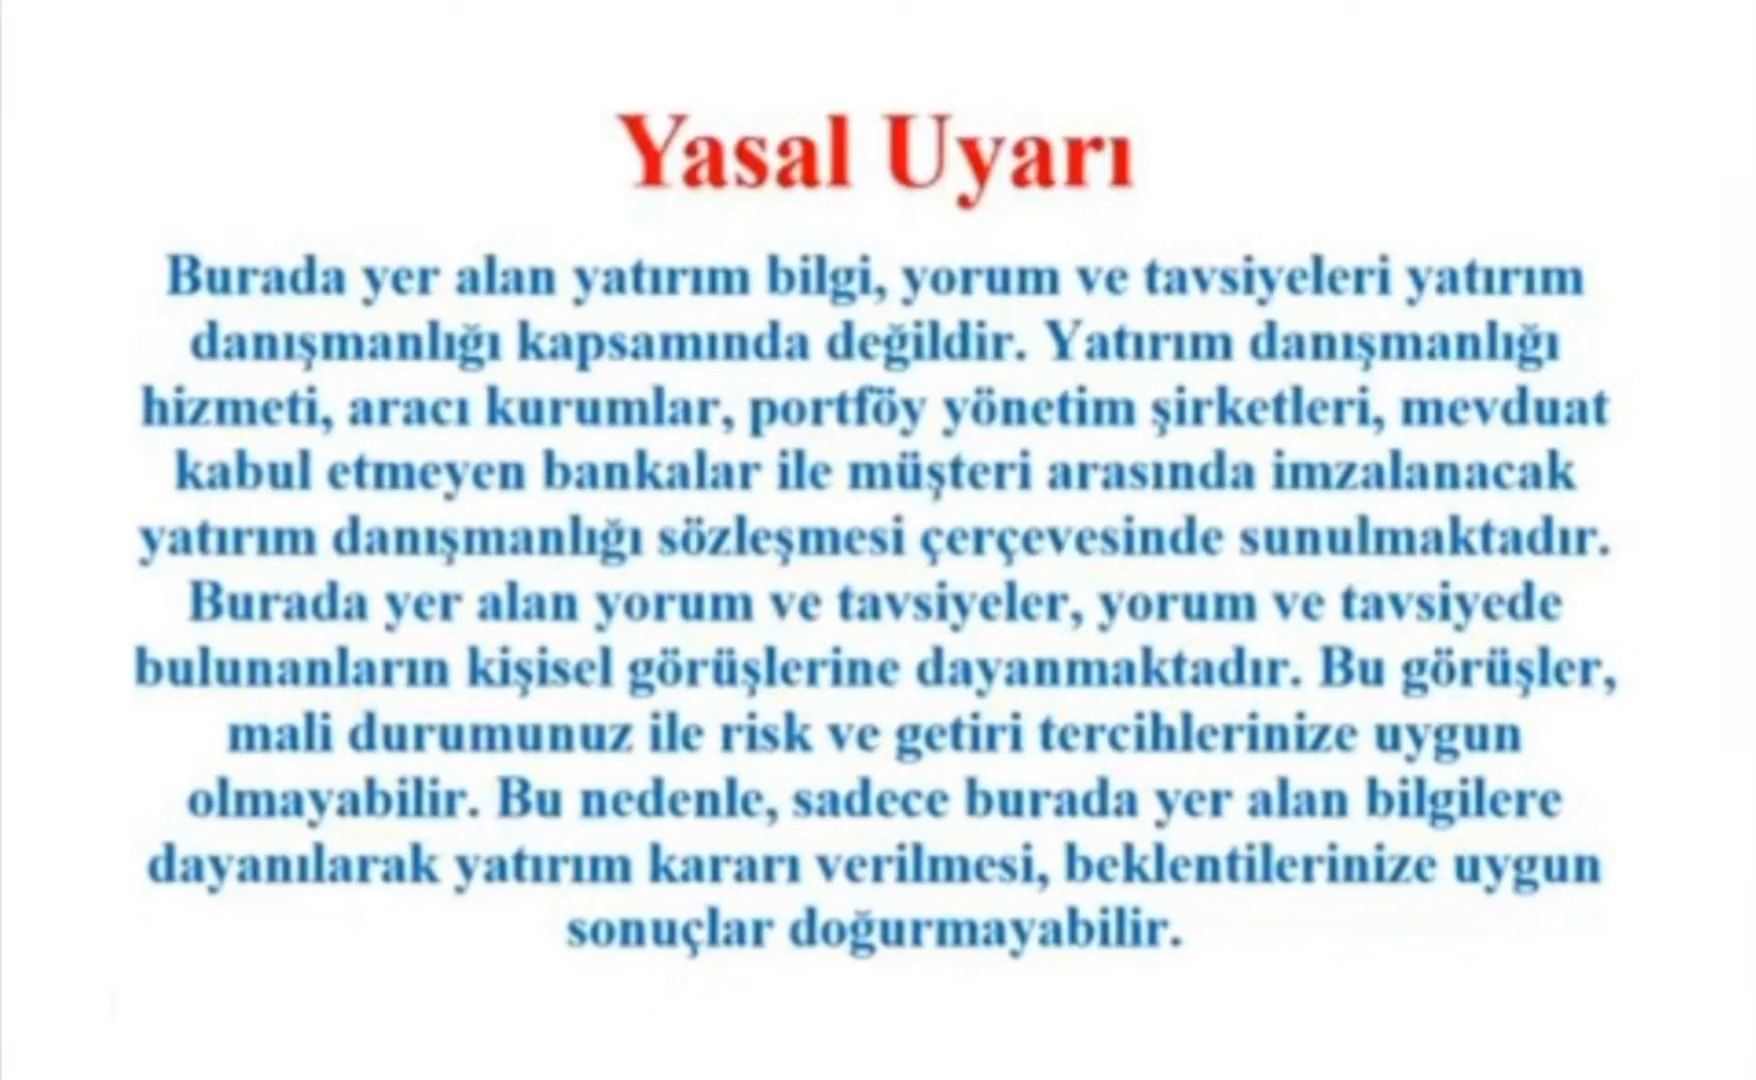 Yasal Uyarı
Burada yer alan yatırım bilgi, yorum ve tavsiyeleri yatırım
danışmanlığı kapsamında değildir. Yatırım danışmanlığı
hizmeti, aracı kurumlar, portföy yönetim şirketleri, mevduat
kabul etmeyen bankalar ile müşteri arasında imzalanacak
yatırım danışmanlığı sözleşmesi çerçevesinde sunulmaktadır.
Burada yer alan yorum ve tavsiyeler, yorum ve tavsiyede
bulunanların kişisel görüşlerine dayanmaktadır. Bu görüşler,
mali durumunuz ile risk ve getiri tercihlerinize uygun
olmayabilir. Bu nedenle, sadece burada yer alan bilgilere
dayanılarak yatırım kararı verilmesi, beklentilerinize uygun
sonuçlar doğurmayabilir.